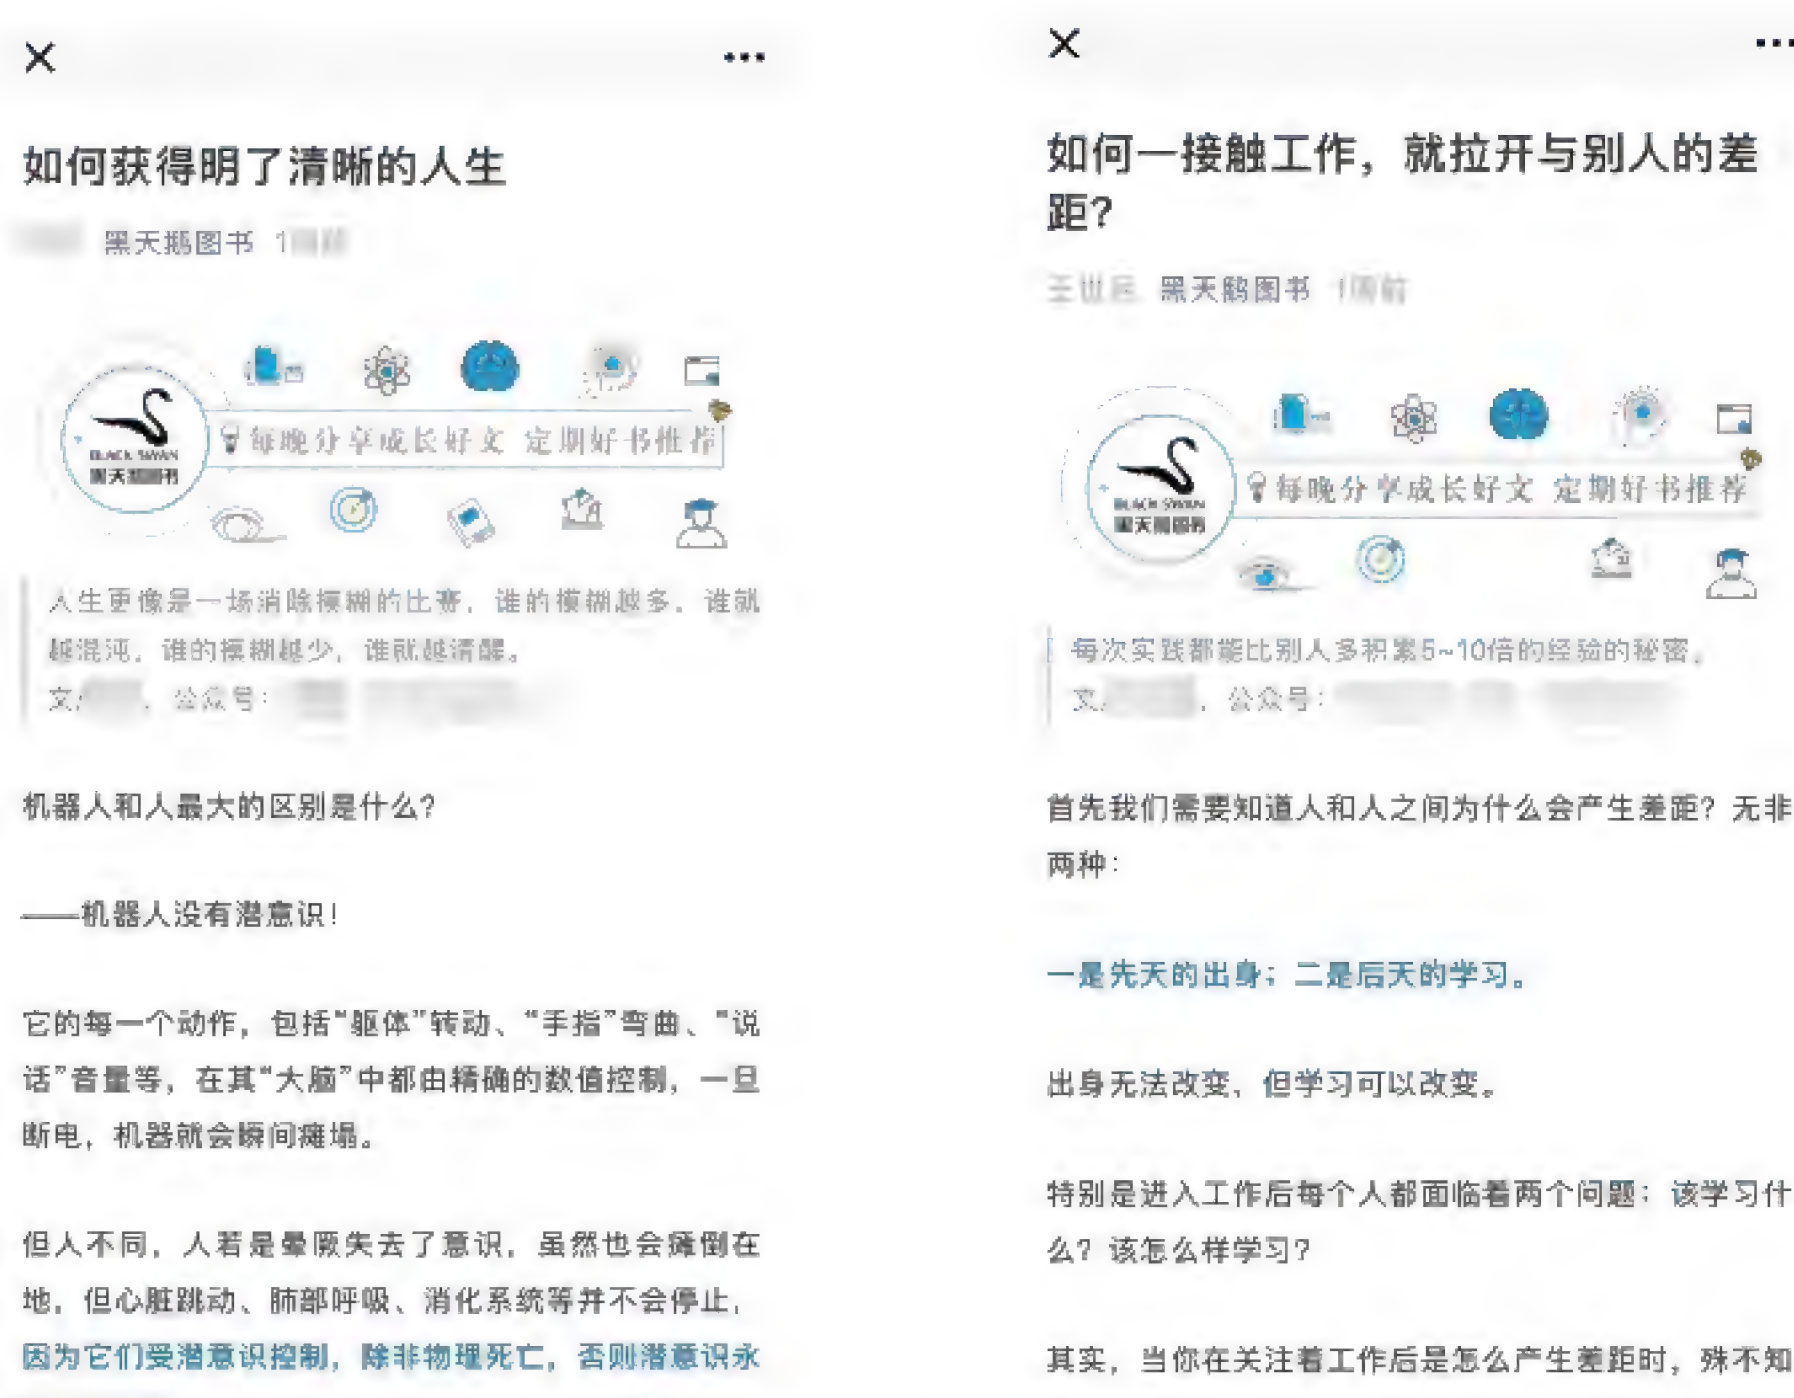 如何获得明了清晰的人生
黑天鹅图书
BLACK SWAN
黑天鹅图书
每晚分享成长好文 定期好书推荐
人生更像是一场消除模糊的比赛，谁的模糊越多，谁就
越混沌，谁的模糊越少，谁就越清醒。
文/ ，公众号：
机器人和人最大的区别是什么？
——机器人没有潜意识！
它的每一个动作，包括“躯体”转动、“手指”弯曲、“说
话”音量等，在其“大脑”中都由精确的数值控制，一旦
断电，机器就会瞬间瘫塌。
但人不同，人若是晕厥失去了意识，虽然也会瘫倒在
地，但心脏跳动、肺部呼吸、消化系统等并不会停止，
因为它们受潜意识控制，除非物理死亡，否则潜意识永
如何一接触工作，就拉开与别人的差
距？
黑天鹅图书 1周前
BLACK SWAN
黑天鹅图书
每晚分享成长好文 定期好书推荐
每次实践都能比别人多积累5~10倍的经验的秘密。
文/ ，公众号：
首先我们需要知道人和人之间为什么会产生差距？无非
两种：
一是先天的出身；二是后天的学习。
出身无法改变，但学习可以改变。
特别是进入工作后每个人都面临着两个问题：该学习什
么？该怎么样学习？
其实，当你在关注着工作后是怎么产生差距时，殊不知